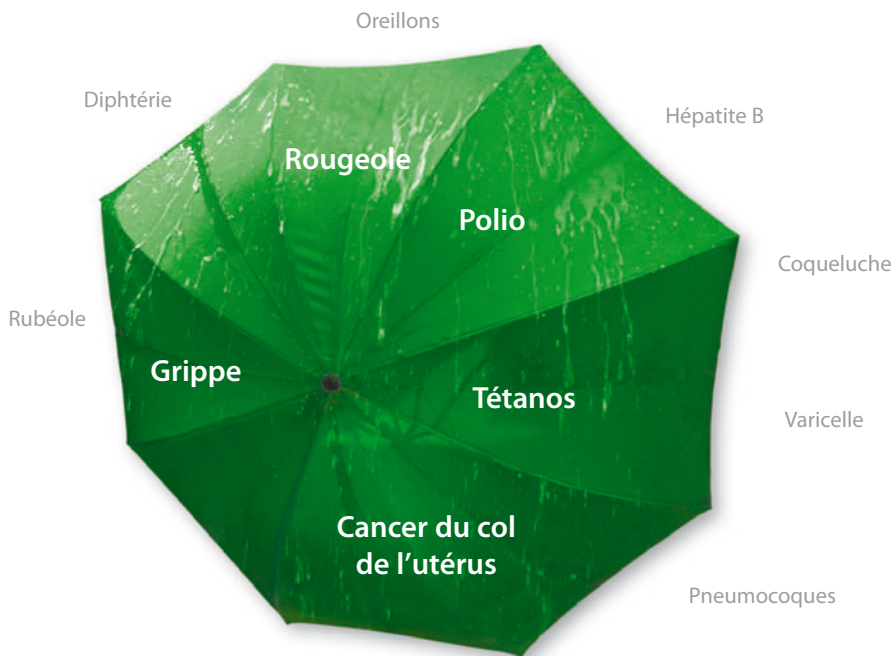 Oreillons
Diphtérie
Hépatite B
Rougeole
Polio
Coqueluche
Rubéole
Grippe
Tétanos
Varicelle
Cancer du col
de l’utérus
Pneumocoques